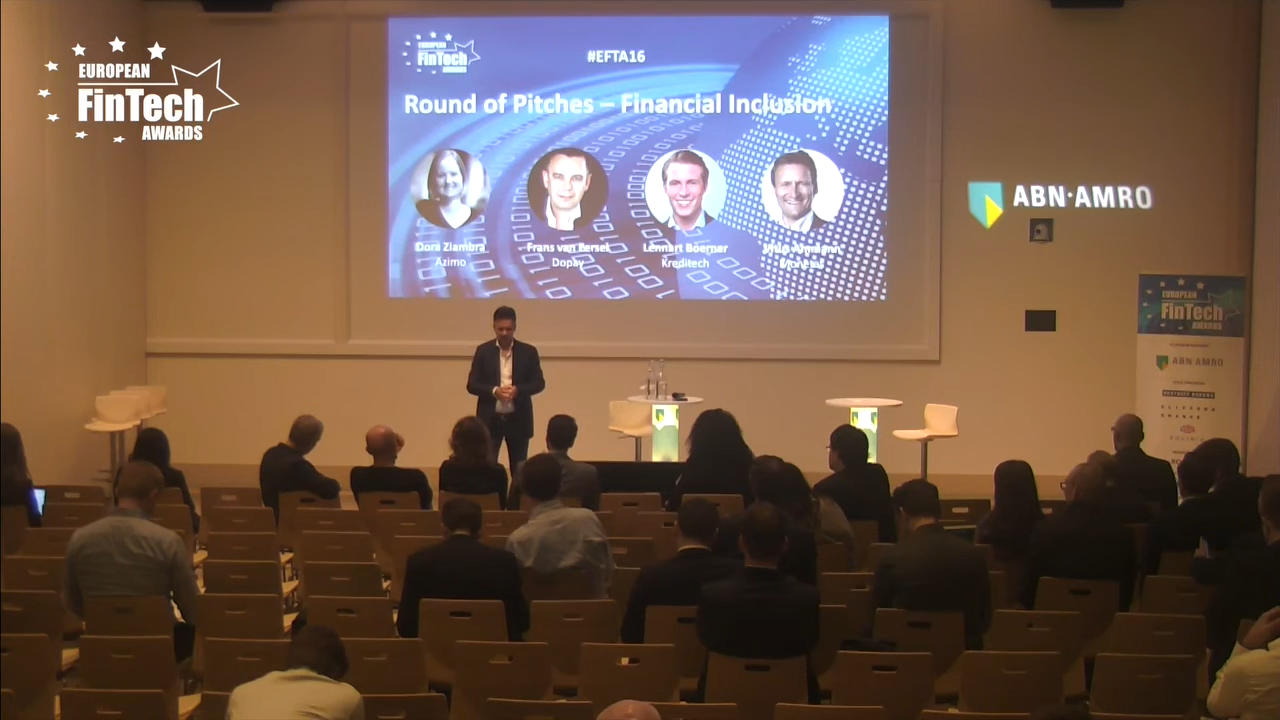 EUROPEAN
FinTech
AWARDS
FinTech
AWARDS
#EFTA16
Round of Pitches – Financial Inclusion
Dora Ziambra
Azimo
Frans van Eersel
Dopay
Lennart Boerner
Kreditech
ABN·AMRO
EUROPEAN
FinTech
AWARDS
ABN·AMRO